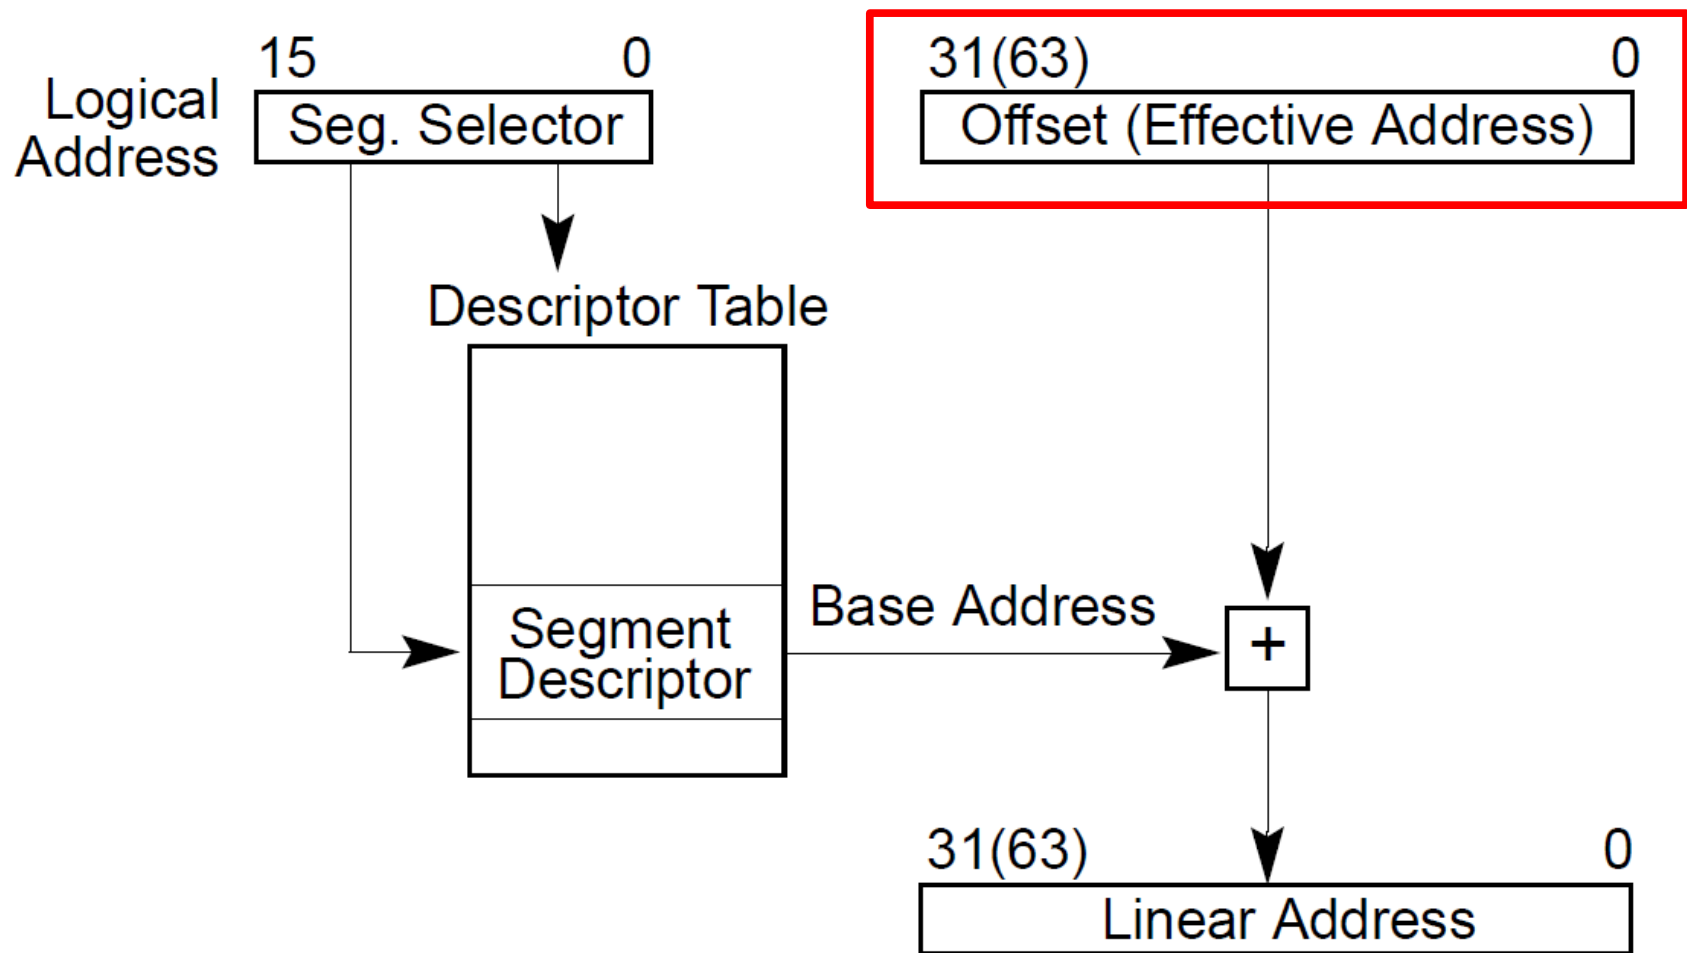 15 0
31(63) 0
Logical
Address
Seg. Selector
Offset (Effective Address)
Descriptor Table
Segment
Descriptor
Base Address
+
31(63) 0
Linear Address